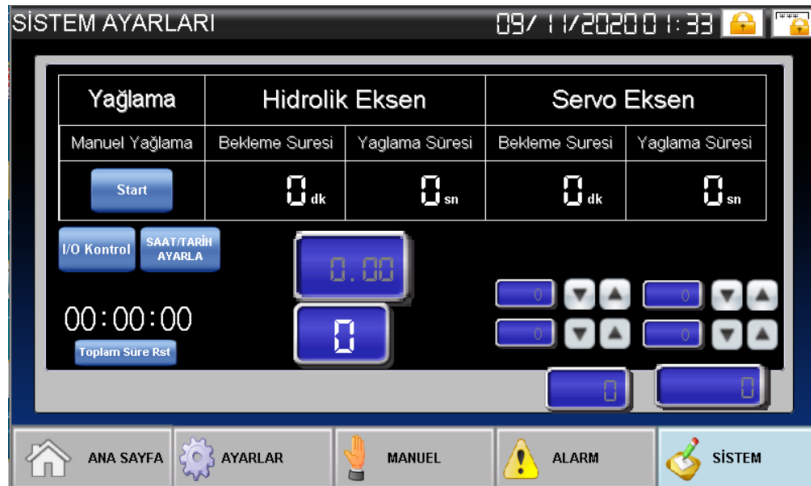 SİSTEM AYARLARI 09/11/2020 01:33 ***
Yağlama Hidrolik Eksen Servo Eksen
Manuel Yağlama Bekleme Suresi Yaglama Süresi Bekleme Suresi Yaglama Süresi
Start 0 dk 0 sn 0 dk 0 sn
I/O Kontrol SAAT/TARİH AYARLA
0.00
0 0
00:00:00
0
0 0
Toplam Süre Rst
0 0
ANA SAYFA AYARLAR MANUEL ALARM SİSTEM